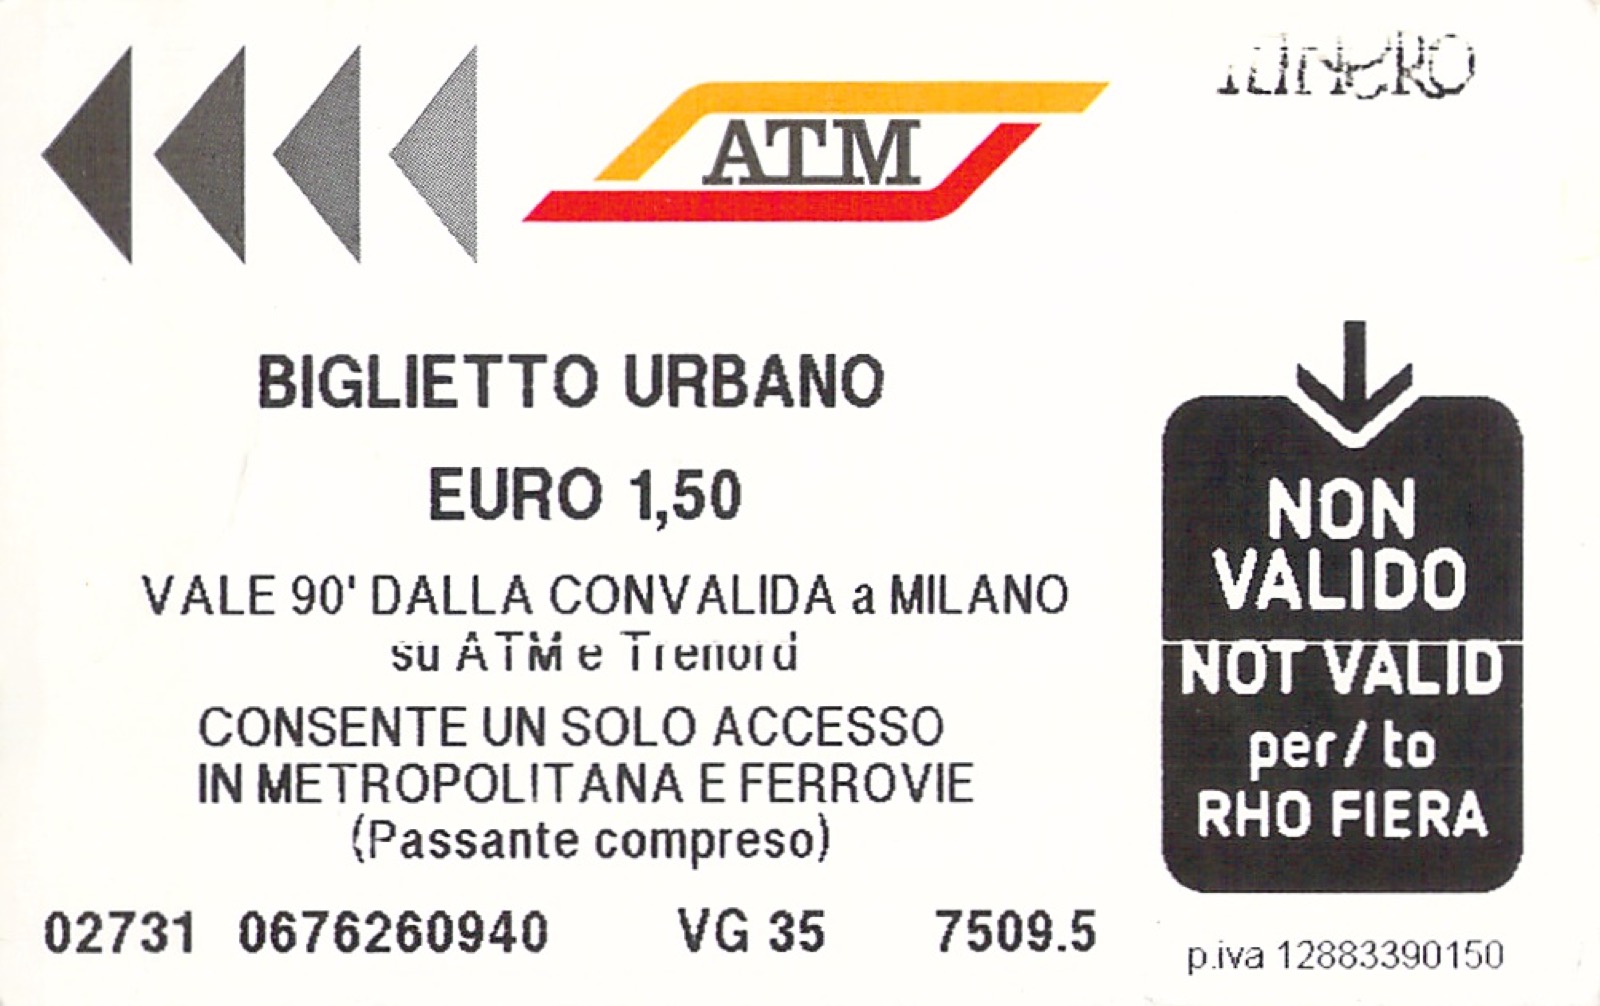 ATM
BIGLIETTO URBANO
EURO 1,50
VALE 90' DALLA CONVALIDA a MILANO
su ATM e Trenord
CONSENTE UN SOLO ACCESSO
IN METROPOLITANA E FERROVIE
(Passante compreso)
02731 0676260940 VG 35 7509.5
NON
VALIDO
NOT VALID
per/ to
RHO FIERA
p.iva 12883390150